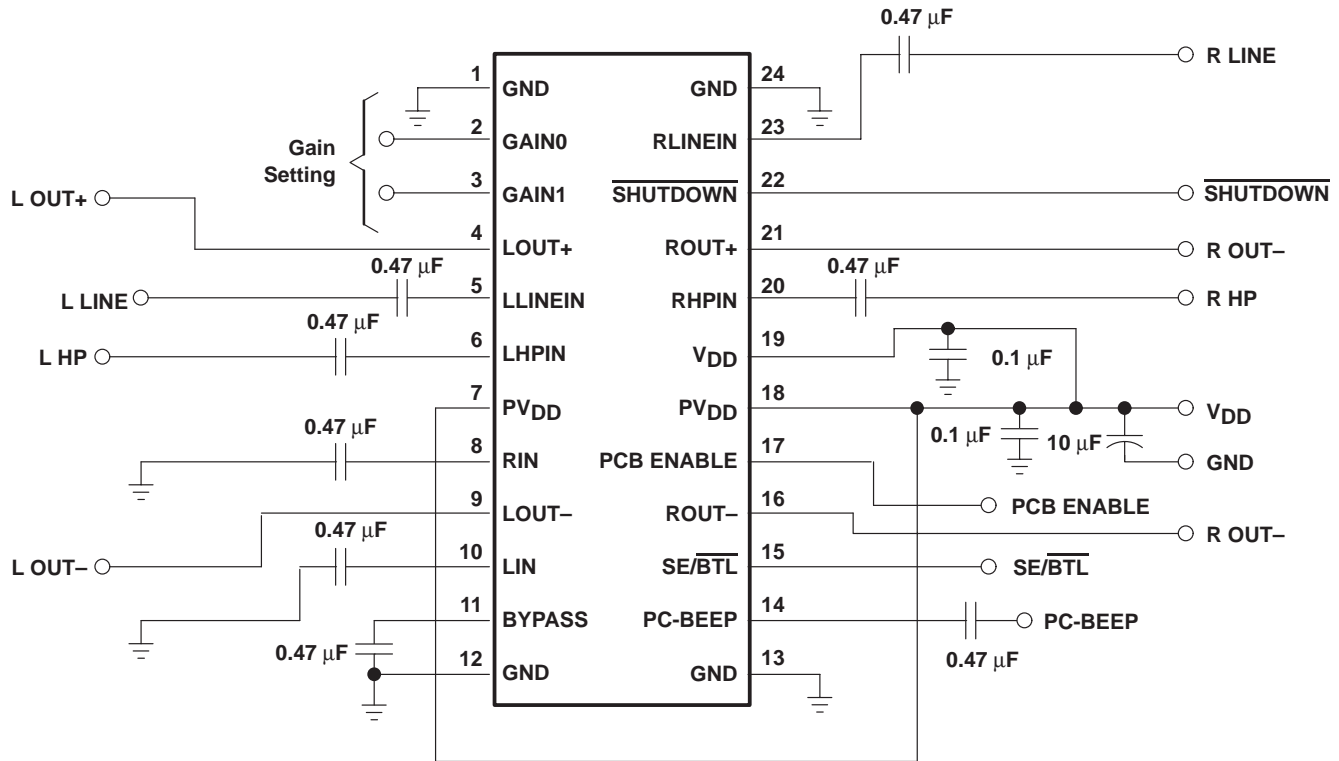 0.47 μF
R LINE
1
GND
GND
24
2
GAIN0
RLINEIN
23
Gain
Setting
3
GAIN1
SHUTDOWN
22
SHUTDOWN
L OUT+
4
LOUT+
ROUT+
21
R OUT–
0.47 μF
L LINE
5
LLINEIN
RHPIN
20
0.47 μF
R HP
0.47 μF
L HP
6
LHPIN
VDD
19
0.1 μF
7
PVDD
PVDD
18
VDD
0.47 μF
8
RIN
PCB ENABLE
17
0.1 μF
10 μF
GND
9
LOUT–
ROUT–
16
PCB ENABLE
R OUT–
0.47 μF
L OUT–
10
LIN
SE/BTL
15
SE/BTL
11
BYPASS
PC-BEEP
14
PC-BEEP
0.47 μF
0.47 μF
12
GND
GND
13